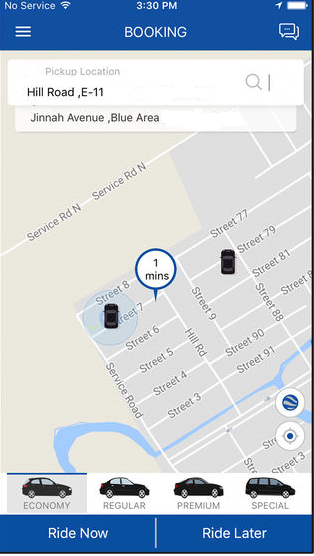 No Service 3:30 PM
BOOKING
Pickup Location
Hill Road ,E-11
Jinnah Avenue ,Blue Area
Service Rd N
Service Rd N
Street 77
Street 79
Street 81
Street 8
1
mins
Street 8
Street 7
Street 9
Street 88
Street 6
Hill Rd
Street 90
Street 5
Street 91
Service Road
Street 4
Street 3
Street 3
ECONOMY
REGULAR
PREMIUM
SPECIAL
Ride Now
Ride Later